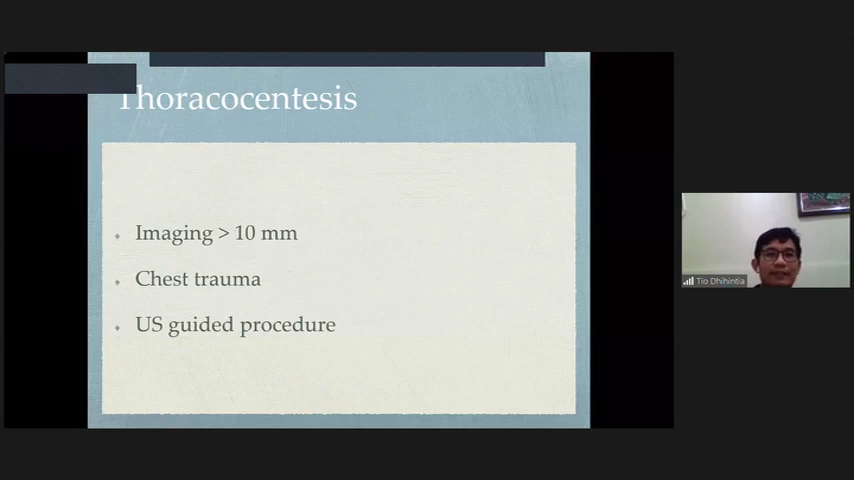 Thoracocentesis
Imaging > 10 mm
Chest trauma
US guided procedure
Tio Dhihintia